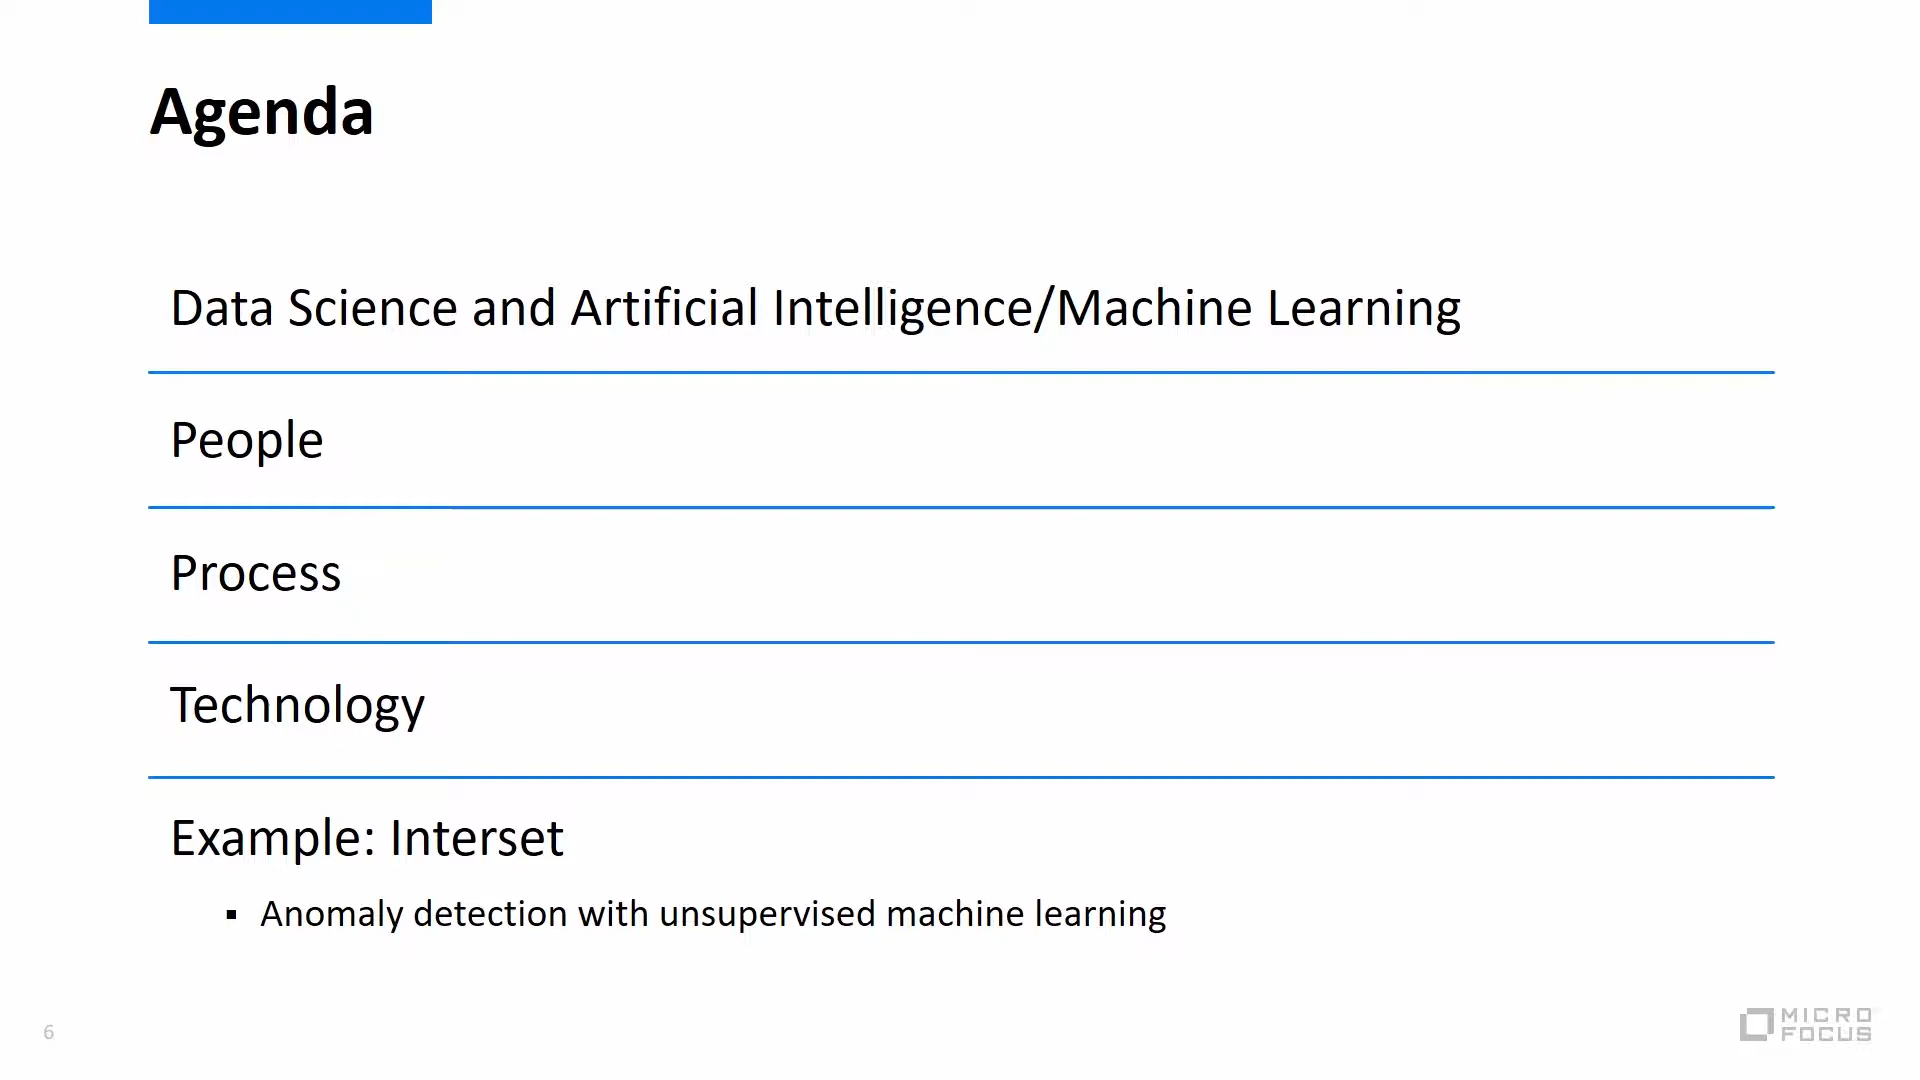 Agenda
Data Science and Artificial Intelligence/Machine Learning
People
Process
Technology
Example: Interset
▪ Anomaly detection with unsupervised machine learning
6
MICRO
FOCUS